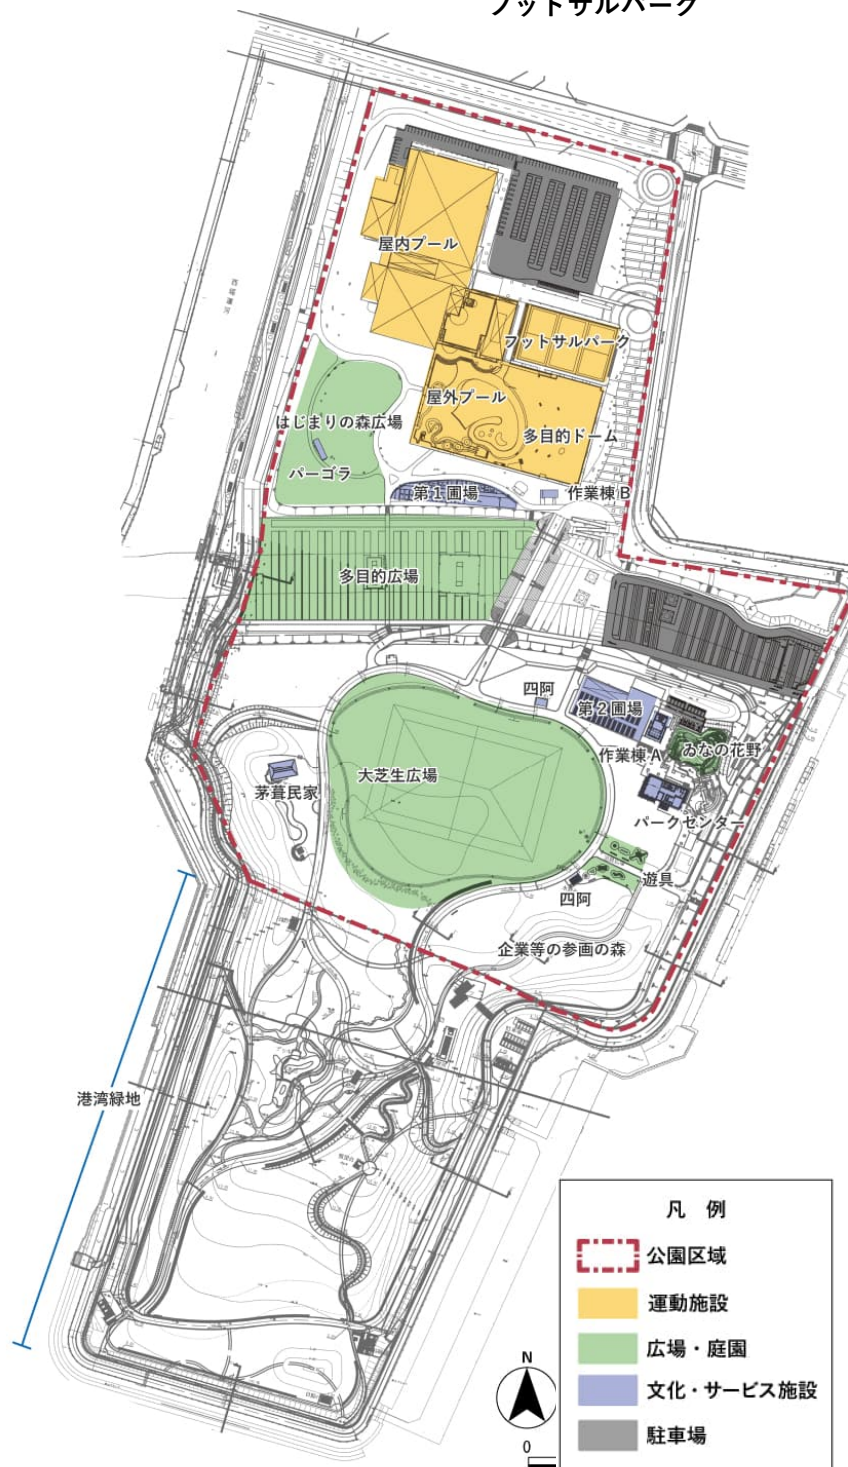 フットサルパーク
屋内プール
フットサルパーク
屋外プール
多目的ドーム
はじまりの森広場
パーゴラ
第1圃場
作業棟B
多目的広場
四阿
第2圃場
作業棟A
ゐなの花野
大芝生広場
茅葺民家
パークセンター
遊具
四阿
企業等の参画の森
港湾緑地
凡 例
公園区域
運動施設
広場・庭園
文化・サービス施設
駐車場
N
0